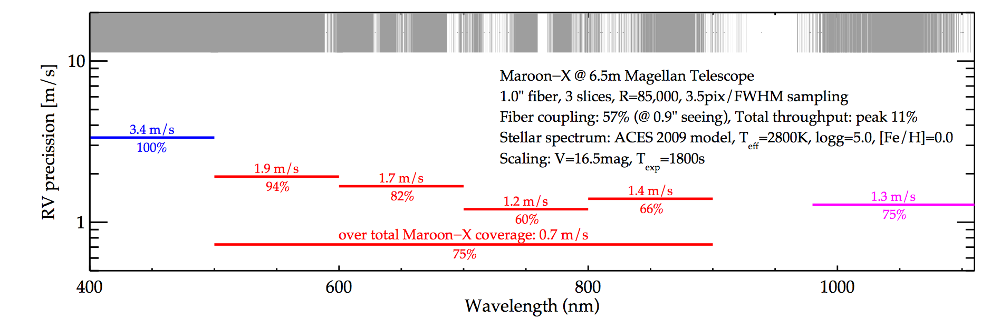 10
1
RV precission [m/s]
Maroon−X @ 6.5m Magellan Telescope
1.0" fiber, 3 slices, R=85,000, 3.5pix/FWHM sampling
Fiber coupling: 57% (@ 0.9" seeing), Total throughput: peak 11%
Stellar spectrum: ACES 2009 model, Teff=2800K, logg=5.0, [Fe/H]=0.0
Scaling: V=16.5mag, Texp=1800s
3.4 m/s
100%
1.9 m/s
94%
1.7 m/s
82%
1.2 m/s
60%
1.4 m/s
66%
1.3 m/s
75%
over total Maroon−X coverage: 0.7 m/s
75%
400
600
800
1000
Wavelength (nm)